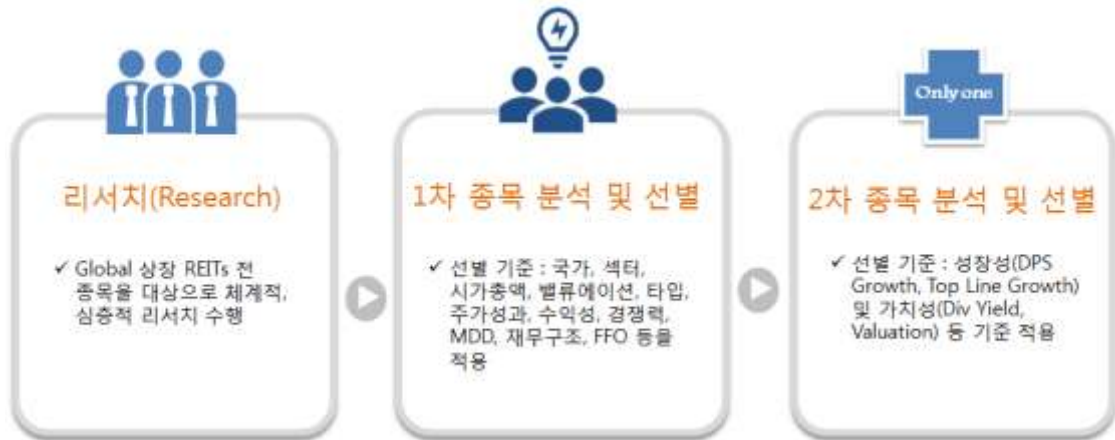 리서치(Research)
✓ Global 상장 REITs 전
종목을 대상으로 체계적,
심층적 리서치 수행
1차 종목 분석 및 선별
✓ 선별 기준 : 국가, 섹터,
시가총액, 밸류에이션, 타입,
주가성과, 수익성, 경쟁력,
MDD, 재무구조, FFO 등을
적용
Only one
2차 종목 분석 및 선별
✓ 선별 기준 : 성장성(DPS
Growth, Top Line Growth)
및 가치성(Div Yield,
Valuation) 등 기준 적용